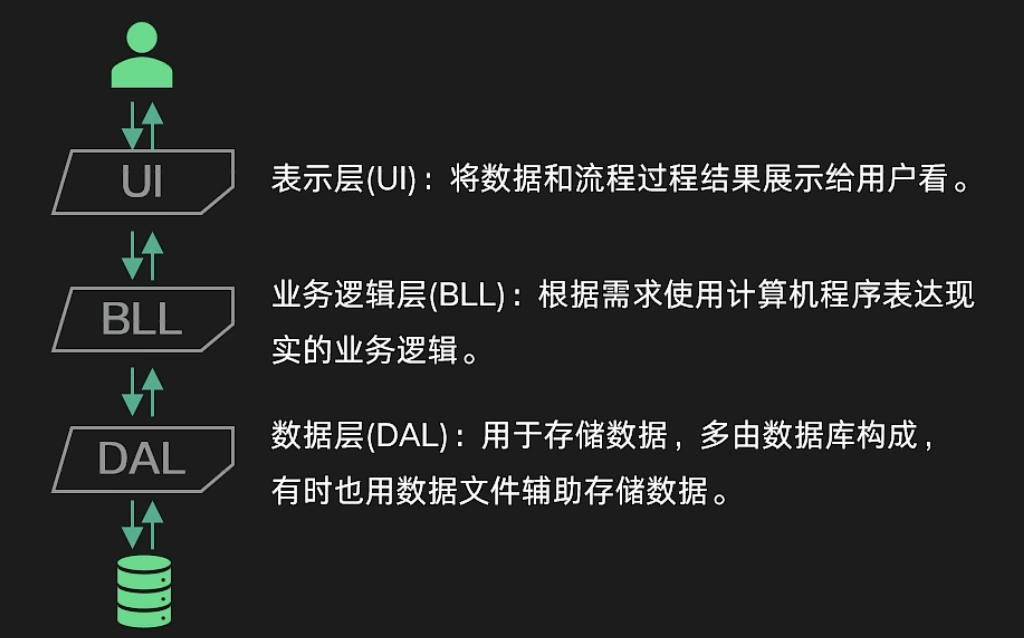 UI
表示层(UI)：将数据和流程过程结果展示给用户看。
BLL
业务逻辑层(BLL)：根据需求使用计算机程序表达现
实的业务逻辑。
DAL
数据层(DAL)：用于存储数据，多由数据库构成，
有时也用数据文件辅助存储数据。